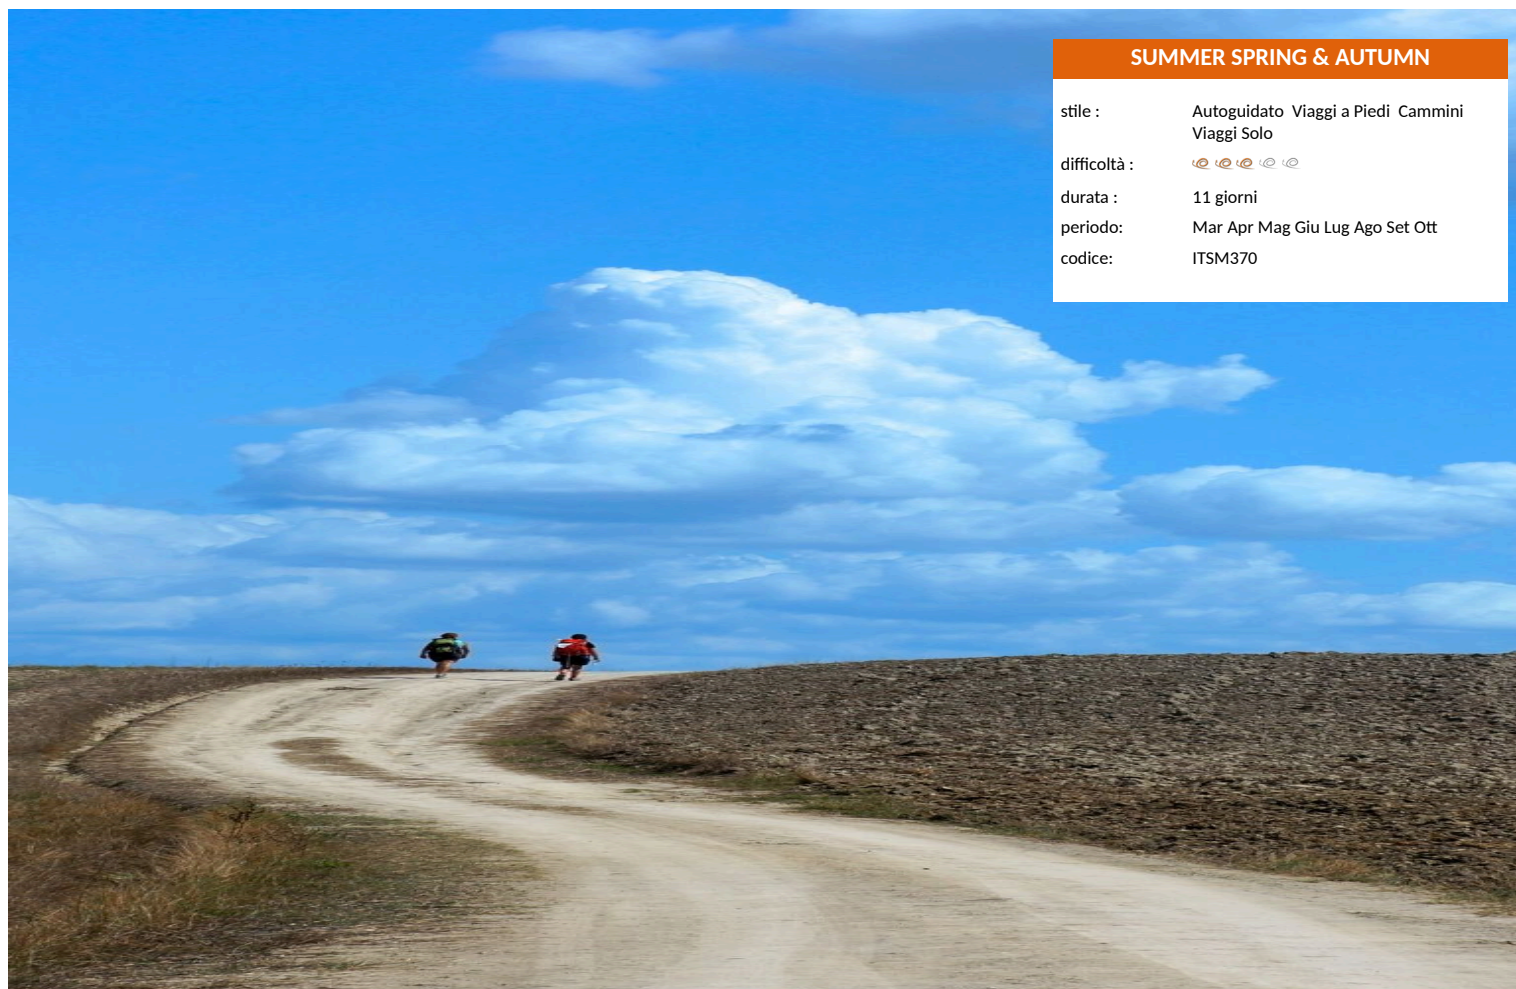 SUMMER SPRING & AUTUMN
stile : Autoguidato Viaggi a Piedi Cammini
Viaggi Solo
difficoltà :
durata : 11 giorni
periodo: Mar Apr Mag Giu Lug Ago Set Ott
codice: ITSM370